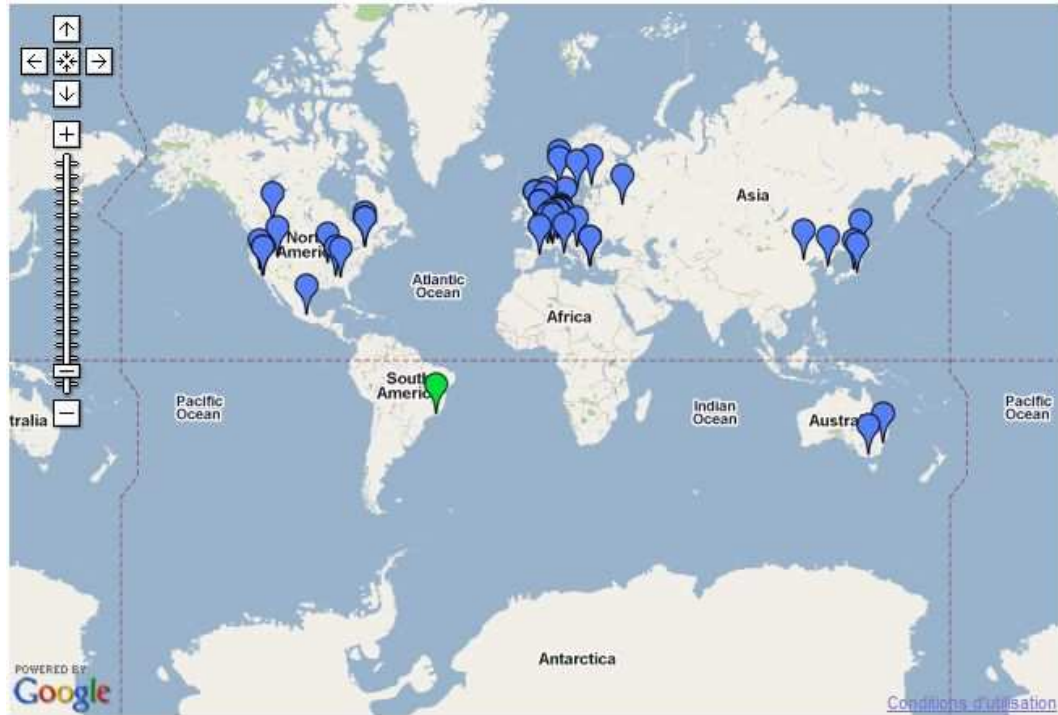 Asia
North
America
Atlantic
Ocean
Africa
South
America
Pacific
Ocean
Indian
Ocean
tralia
Austra
Pacific
Ocean
Antarctica
POWERED BY
Google
Conditions d'utilisation